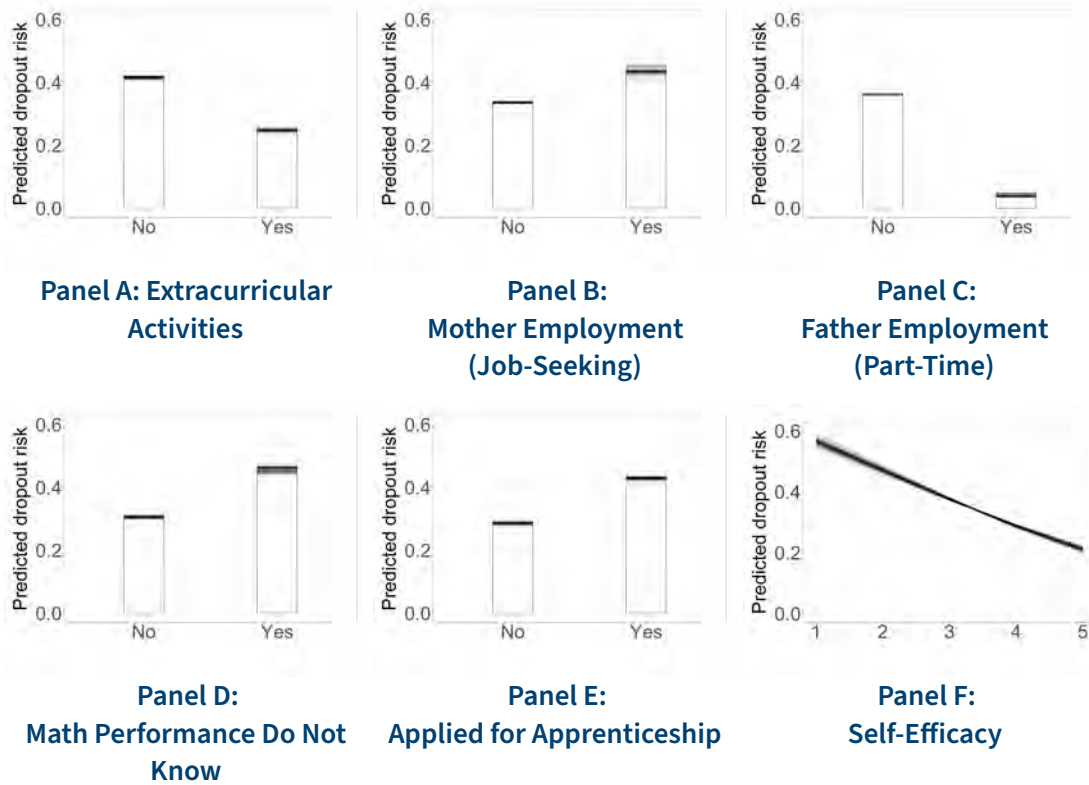 Predicted dropout risk
0.6
0.4
0.2
0.0
No
Yes
Panel A: Extracurricular
Activities
Predicted dropout risk
0.6
0.4
0.2
0.0
No
Yes
Panel B:
Mother Employment
(Job-Seeking)
Predicted dropout risk
0.6
0.4
0.2
0.0
No
Yes
Panel C:
Father Employment
(Part-Time)
Predicted dropout risk
0.6
0.4
0.2
0.0
No
Yes
Panel D:
Math Performance Do Not
Know
Predicted dropout risk
0.6
0.4
0.2
0.0
No
Yes
Panel E:
Applied for Apprenticeship
Predicted dropout risk
0.6
0.4
0.2
0.0
1 2 3 4 5
Panel F:
Self-Efficacy